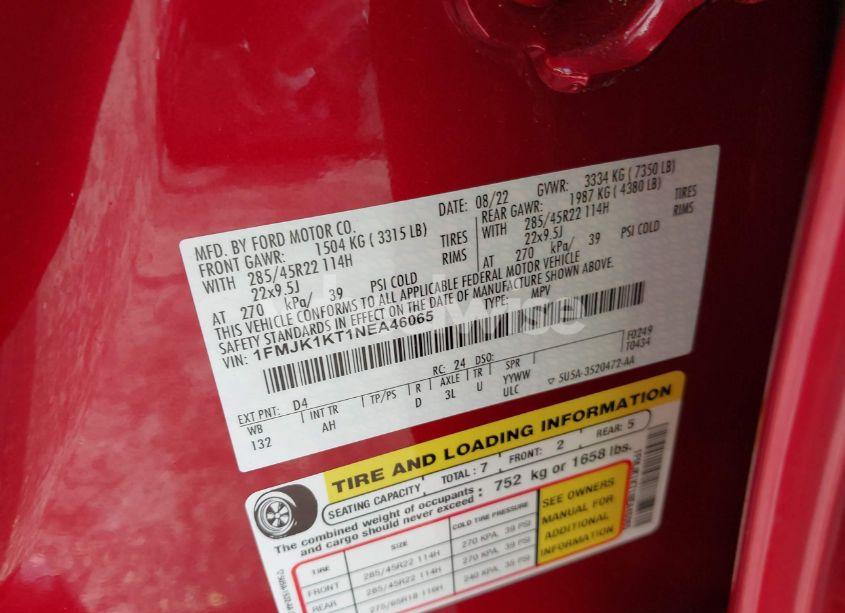 MFD. BY FORD MOTOR CO.
DATE: 08/22 GVWR: 3334 KG ( 7350 LB)
FRONT GAWR: 1504 KG ( 3315 LB)
REAR GAWR: 1987 KG ( 4380 LB)
WITH 285/45R22 114H TIRES
WITH 285/45R22 114H TIRES
22x9.5J RIMS
22x9.5J RIMS
AT 270 kPa/ 39 PSI COLD
AT 270 kPa/ 39 PSI COLD
THIS VEHICLE CONFORMS TO ALL APPLICABLE FEDERAL MOTOR VEHICLE
SAFETY STANDARDS IN EFFECT ON THE DATE OF MANUFACTURE SHOWN ABOVE.
VIN: 1FMJK1KT1NEA46065 TYPE: MPV
F0249
T0434
EXT PNT: D4 RC: 24 DSO:
WB INT TR TP/PS R AXLE TR SPR
132 AH D 3L U YYWW
ULC ▽ 5U5A-3520472-AA
TIRE AND LOADING INFORMATION
SEATING CAPACITY TOTAL: 7 FRONT: 2 REAR: 5
The combined weight of occupants
and cargo should never exceed : 752 kg or 1658 lbs.
TIRE SIZE COLD TIRE PRESSURE
FRONT 285/45R22 114H 270 KPA, 39 PSI
REAR 285/45R22 114H 270 KPA, 39 PSI
275/65R18 116H
SEE OWNERS
MANUAL FOR
ADDITIONAL
INFORMATION